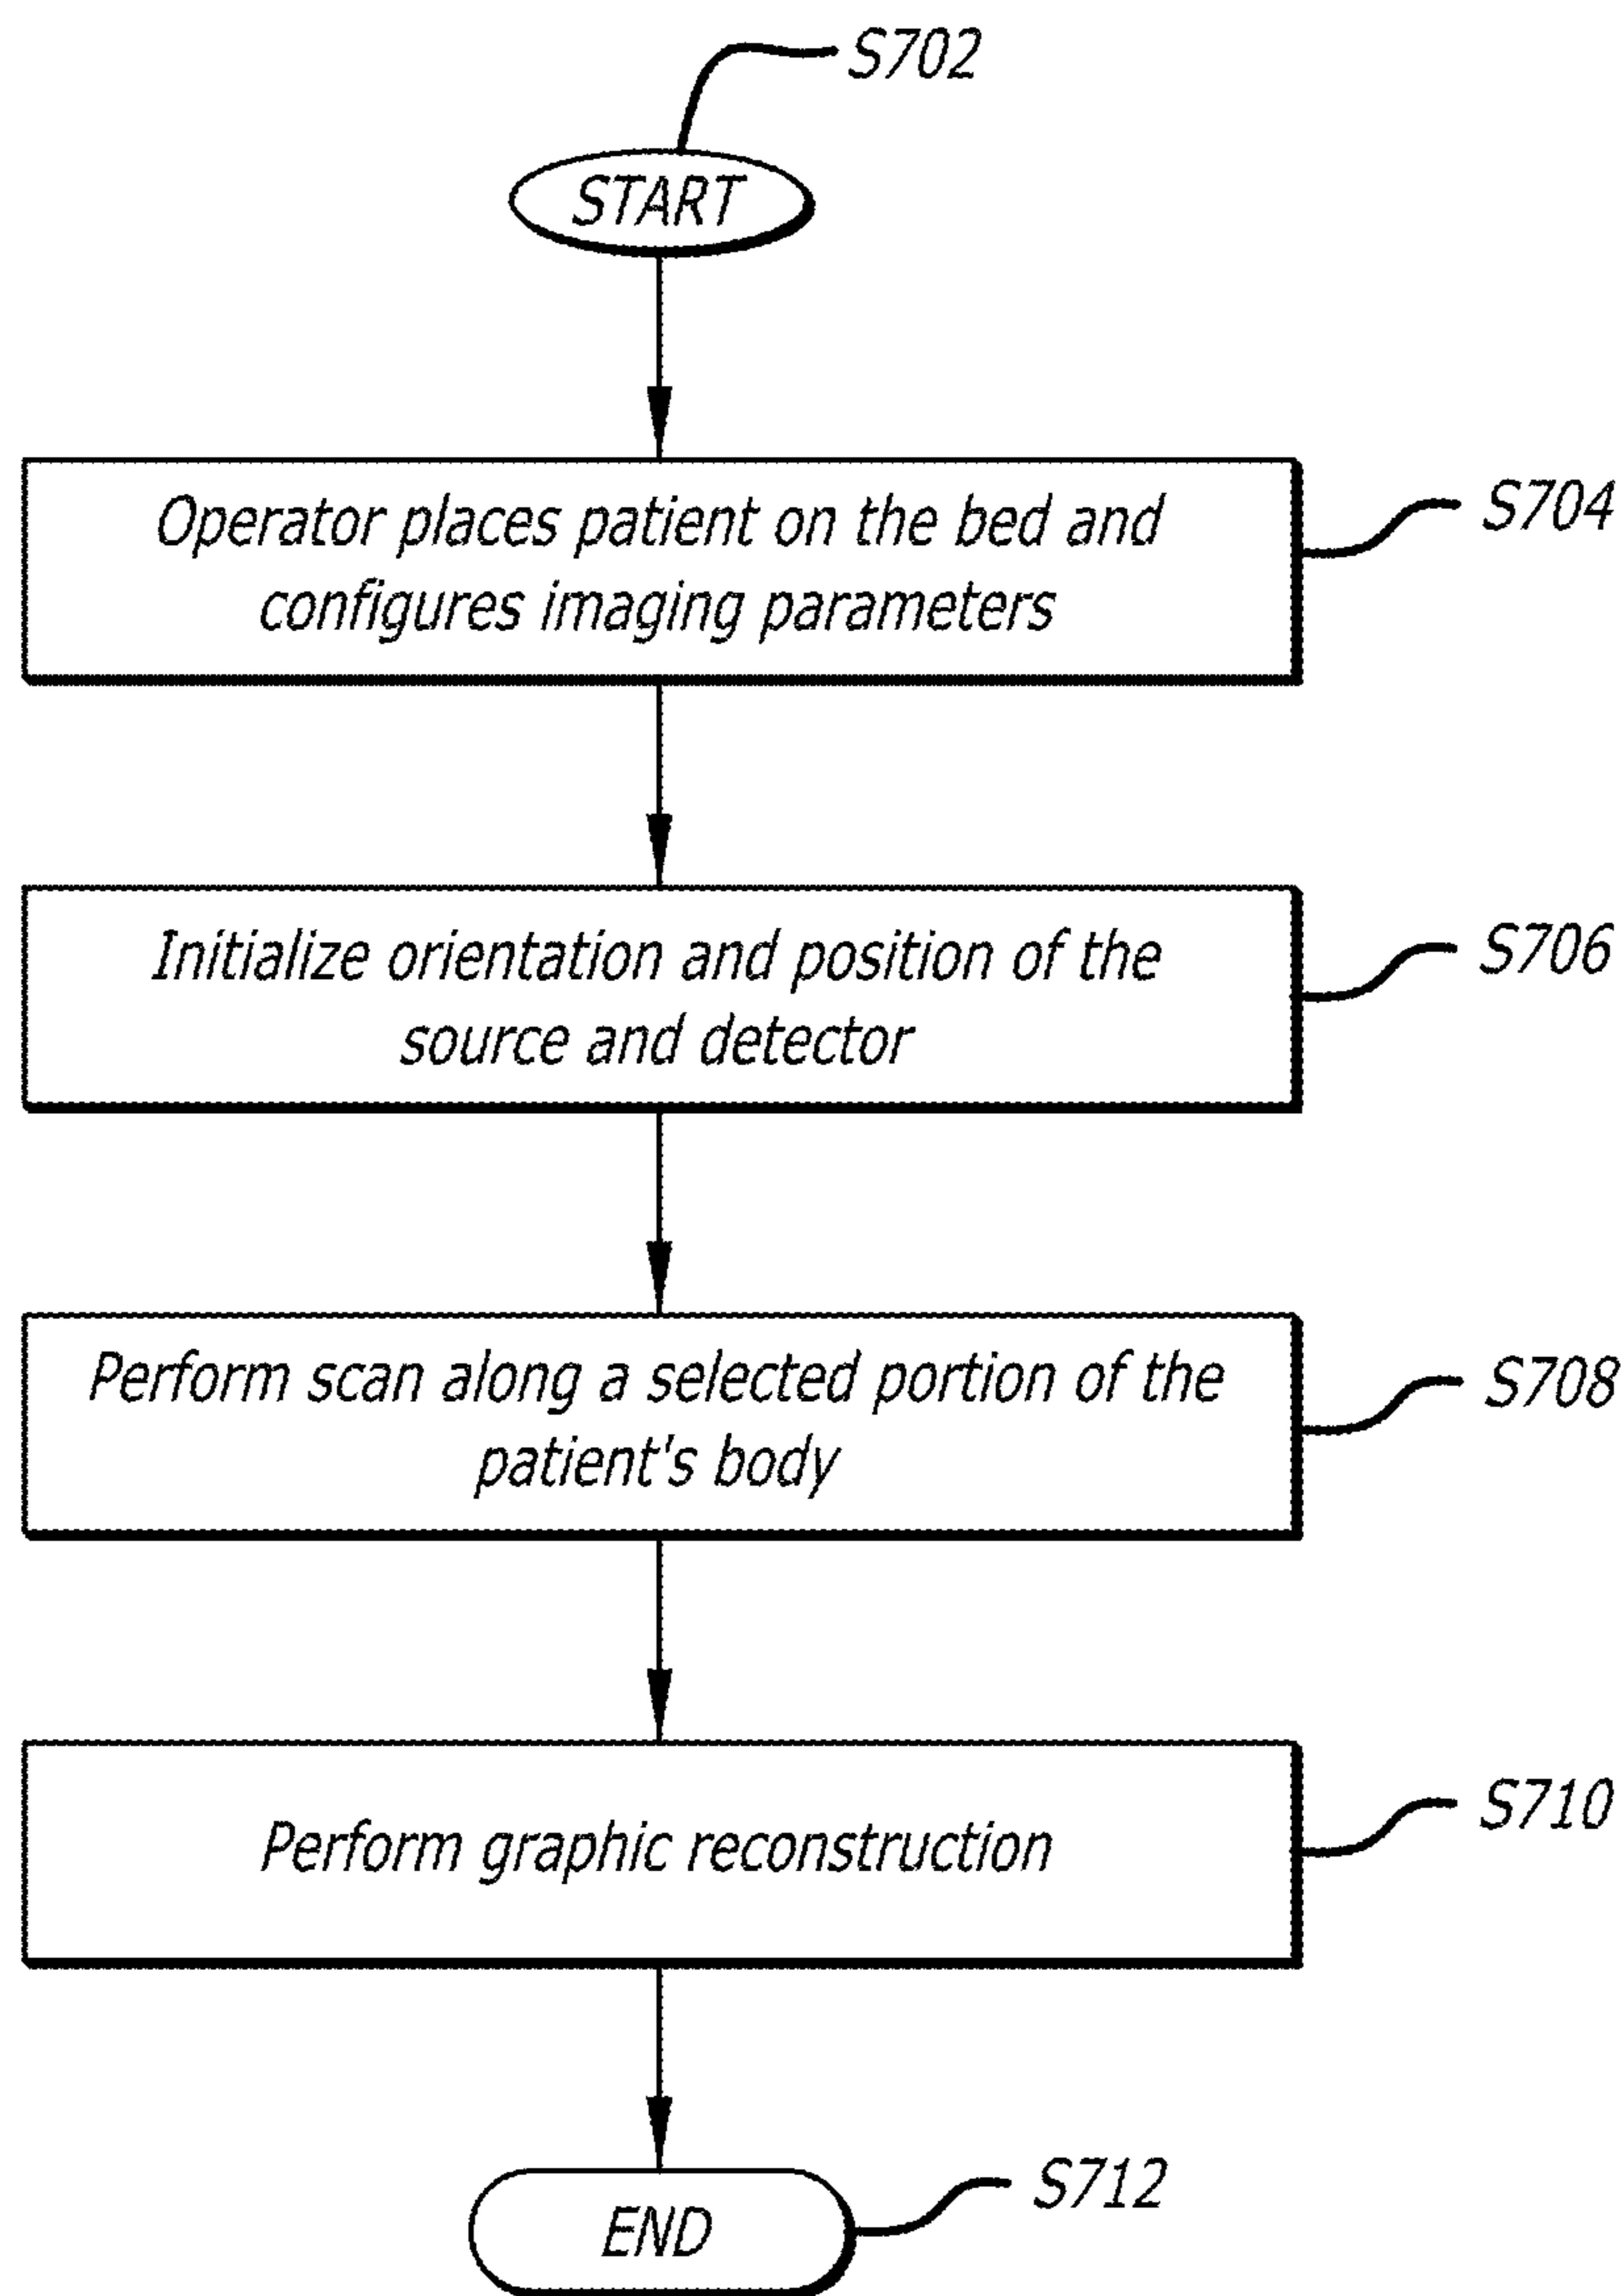 S702
START
Operator places patient on the bed and
configures imaging parameters
S704
Initialize orientation and position of the
source and detector
S706
Perform scan along a selected portion of the
patient's body
S708
Perform graphic reconstruction
S710
END
S712